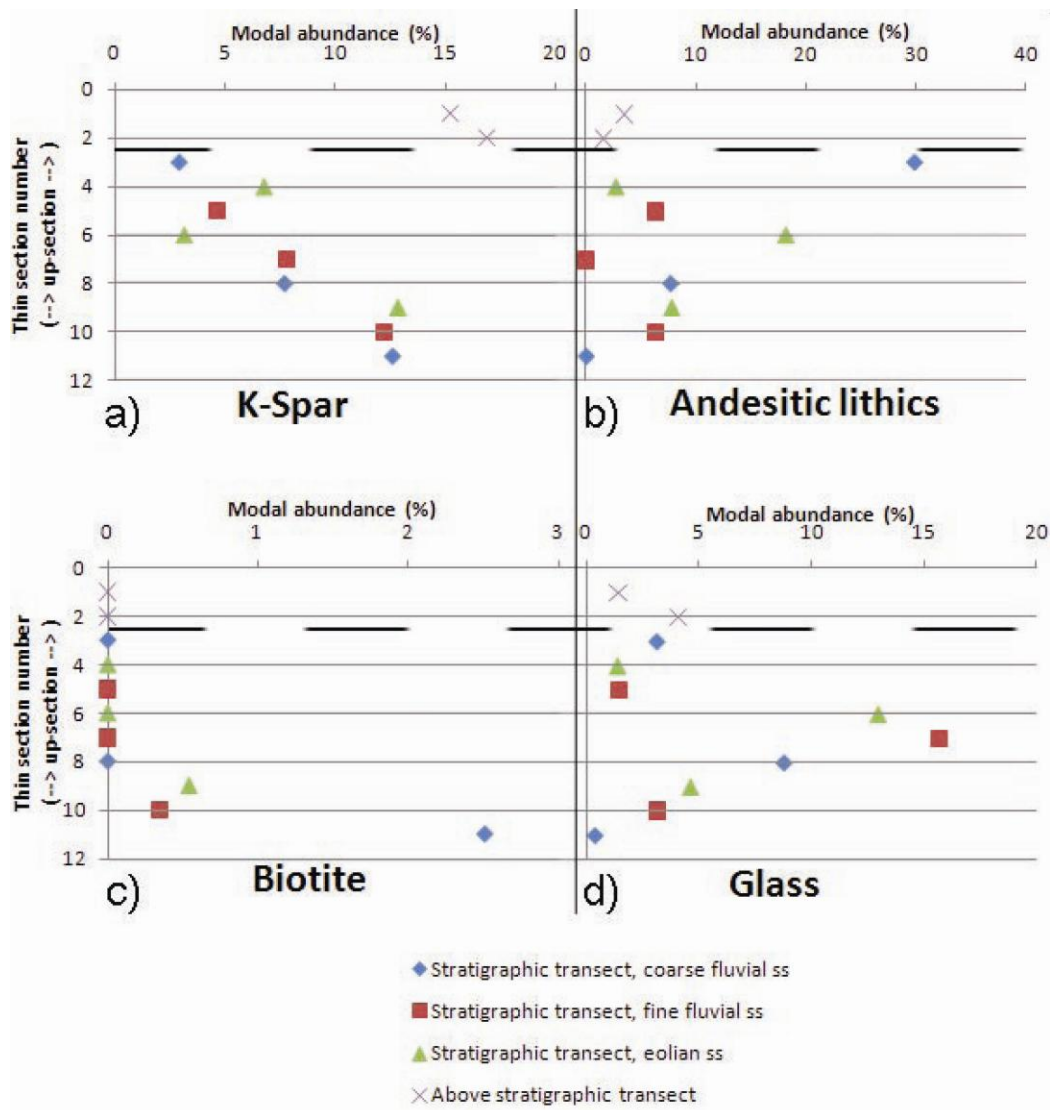 Modal abundance (%)
0 5 10 15 20
0
2
4
6
8
10
12
Thin section number
(--> up-section -->)
a)
K-Spar
Modal abundance (%)
0 10 20 30 40
b)
Andesitic lithics
Modal abundance (%)
0 1 2 3
0
2
4
6
8
10
12
Thin section number
(--> up-section -->)
c)
Biotite
Modal abundance (%)
0 5 10 15 20
d)
Glass
Stratigraphic transect, coarse fluvial ss
Stratigraphic transect, fine fluvial ss
Stratigraphic transect, eolian ss
Above stratigraphic transect